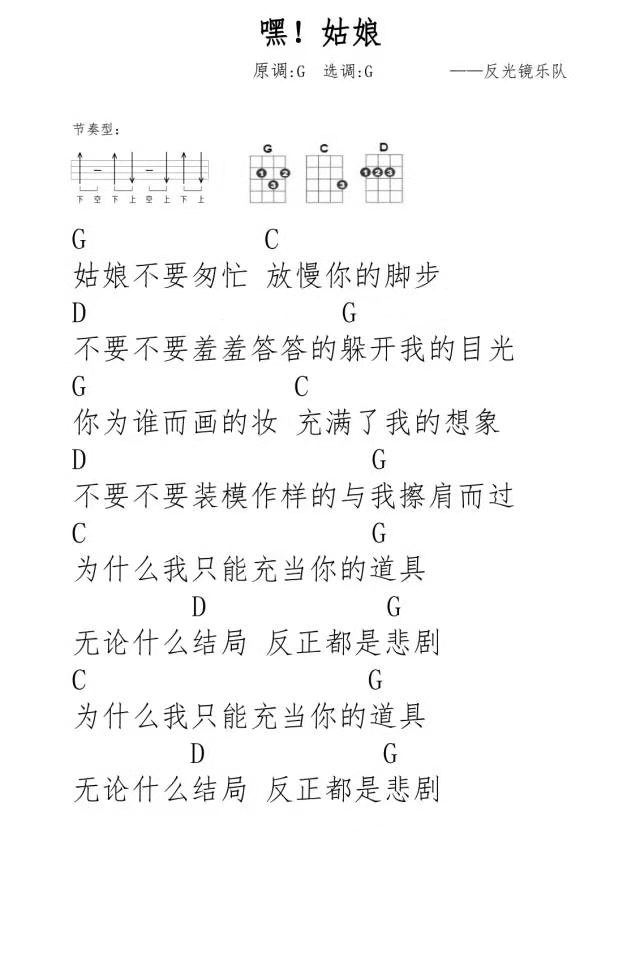 嘿！姑娘
原调:G 选调:G ——反光镜乐队
节奏型：
G C D
1 2 3 3 1 2 3
下 空 下 上 空 上 下 上
G C
姑娘不要匆忙 放慢你的脚步
D G
不要不要羞羞答答的躲开我的目光
G C
你为谁而画的妆 充满了我的想象
D G
不要不要装模作样的与我擦肩而过
C G
为什么我只能充当你的道具
D G
无论什么结局 反正都是悲剧
C G
为什么我只能充当你的道具
D G
无论什么结局 反正都是悲剧